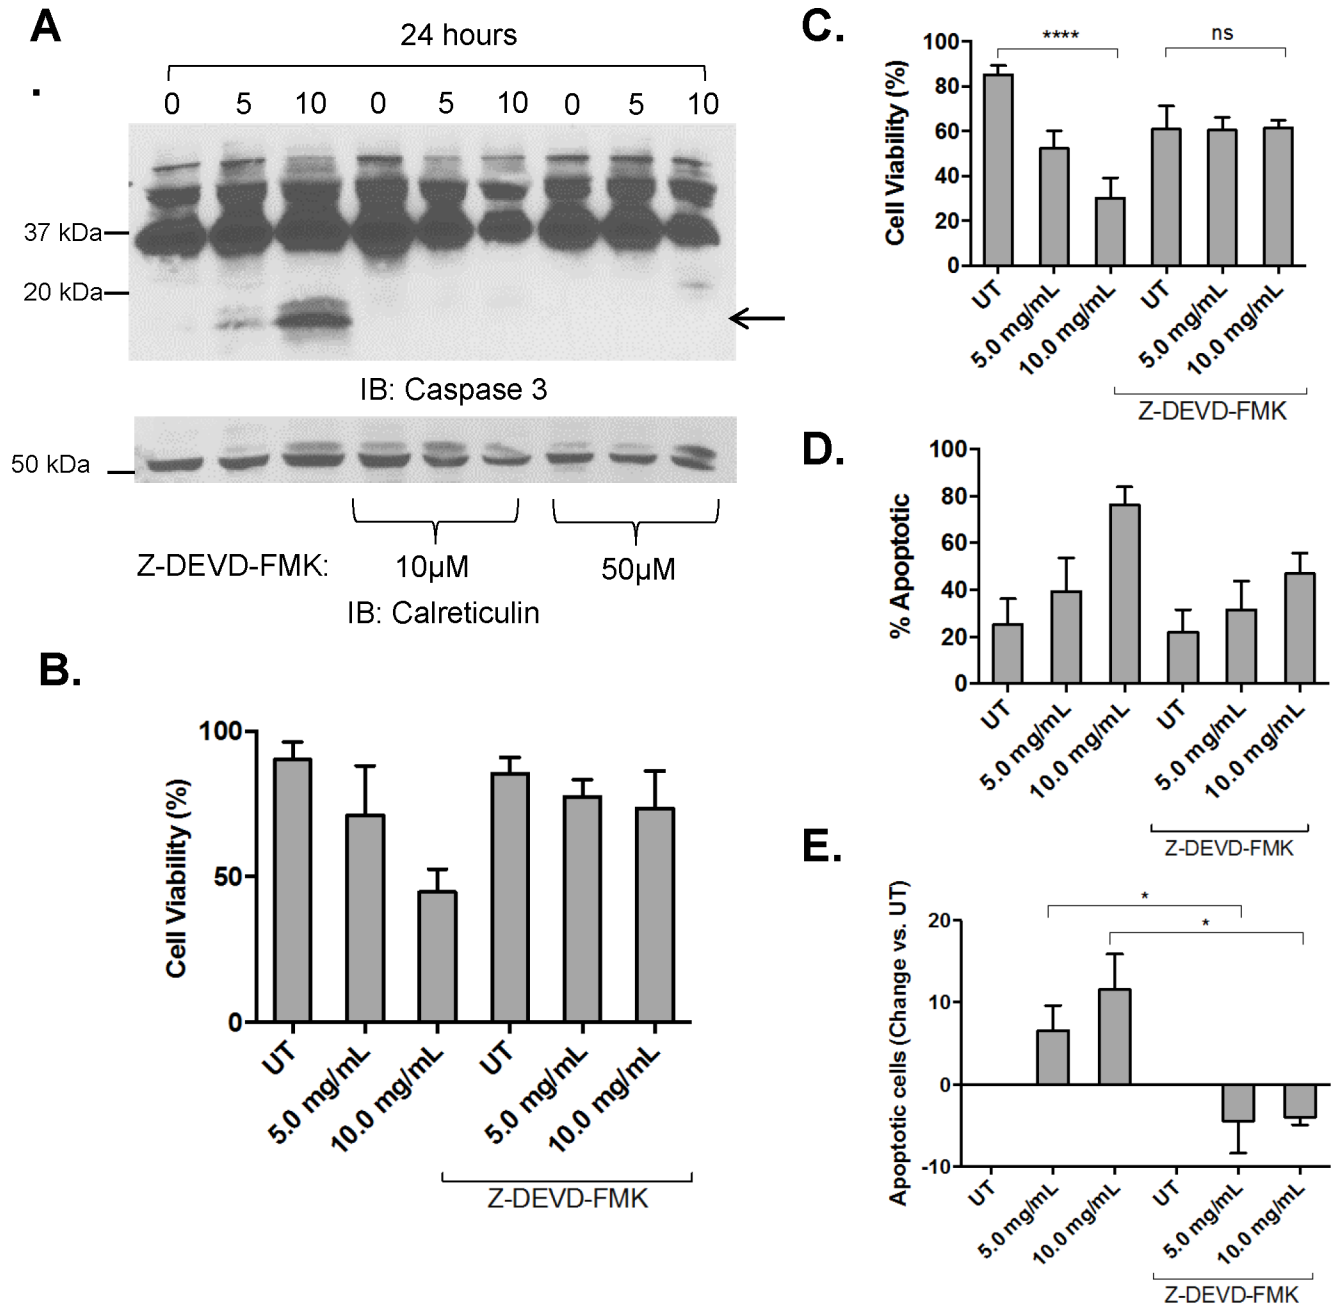 A
.
24 hours
0 5 10 0 5 10 0 5 10
37 kDa
20 kDa
IB: Caspase 3
50 kDa
Z-DEVD-FMK: 10µM 50µM
IB: Calreticulin
B.
Cell Viability (%)
100
50
0
UT 5.0 mg/mL 10.0 mg/mL UT 5.0 mg/mL 10.0 mg/mL
Z-DEVD-FMK
C.
Cell Viability (%)
**** ns
100
80
60
40
20
0
UT 5.0 mg/mL 10.0 mg/mL UT 5.0 mg/mL 10.0 mg/mL
Z-DEVD-FMK
D.
% Apoptotic
100
80
60
40
20
0
UT 5.0 mg/mL 10.0 mg/mL UT 5.0 mg/mL 10.0 mg/mL
Z-DEVD-FMK
E.
Apoptotic cells (Change vs. UT)
*
*
20
10
0
-10
UT 5.0 mg/mL 10.0 mg/mL UT 5.0 mg/mL 10.0 mg/mL
Z-DEVD-FMK